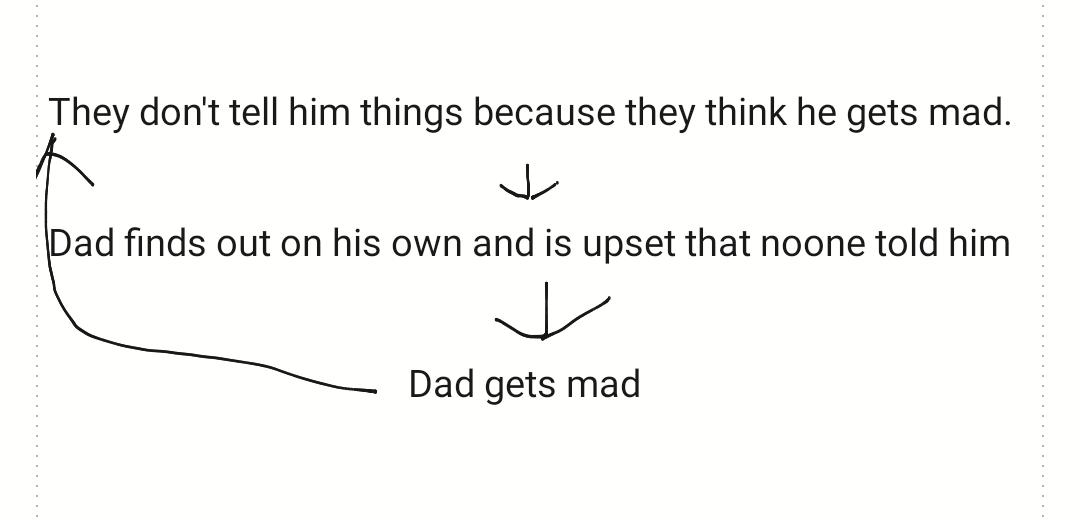 They don't tell him things because they think he gets mad.
Dad finds out on his own and is upset that noone told him
Dad gets mad